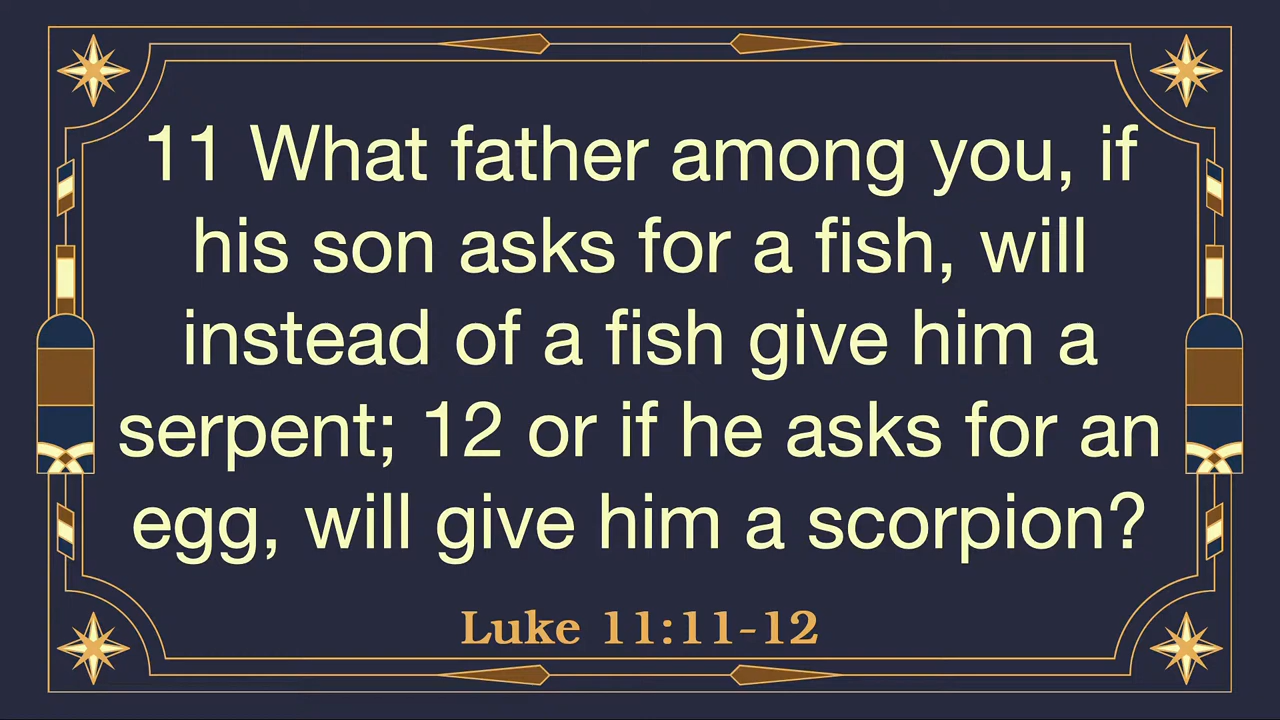 11 What father among you, if
his son asks for a fish, will
instead of a fish give him a
serpent; 12 or if he asks for an
egg, will give him a scorpion?
Luke 11:11-12